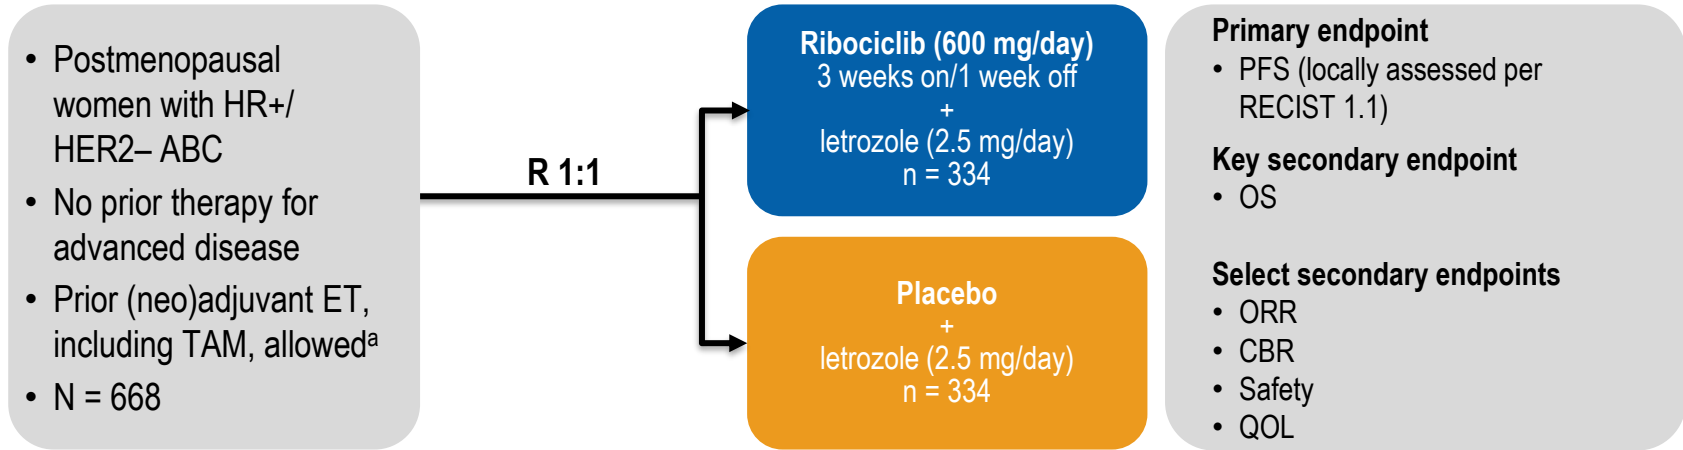 • Postmenopausal
women with HR+/
HER2– ABC
• No prior therapy for
advanced disease
• Prior (neo)adjuvant ET,
including TAM, allowedᵃ
• N = 668
R 1:1
Ribociclib (600 mg/day)
3 weeks on/1 week off
+
letrozole (2.5 mg/day)
n = 334
Placebo
+
letrozole (2.5 mg/day)
n = 334
Primary endpoint
• PFS (locally assessed per
RECIST 1.1)
Key secondary endpoint
• OS
Select secondary endpoints
• ORR
• CBR
• Safety
• QOL